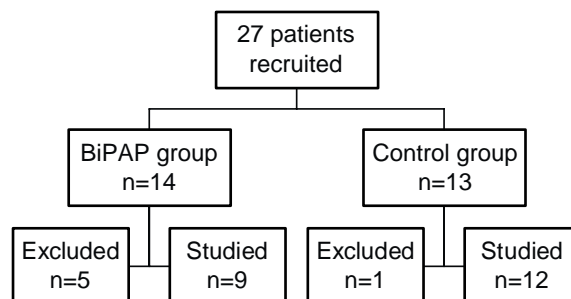 27 patients
recruited
BiPAP group
n=14
Control group
n=13
Excluded
n=5
Studied
n=9
Excluded
n=1
Studied
n=12